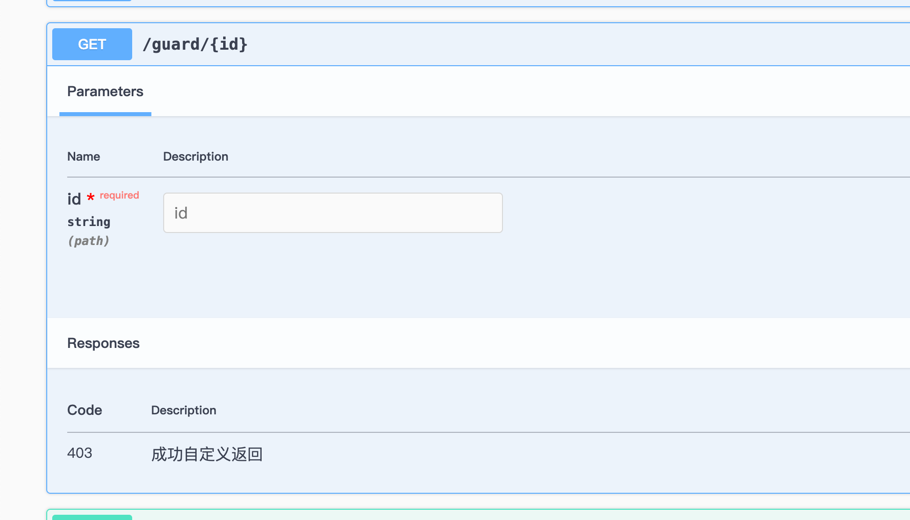 GET /guard/{id}
Parameters
Name Description
id * required
string
(path)
id
Responses
Code Description
403 成功自定义返回